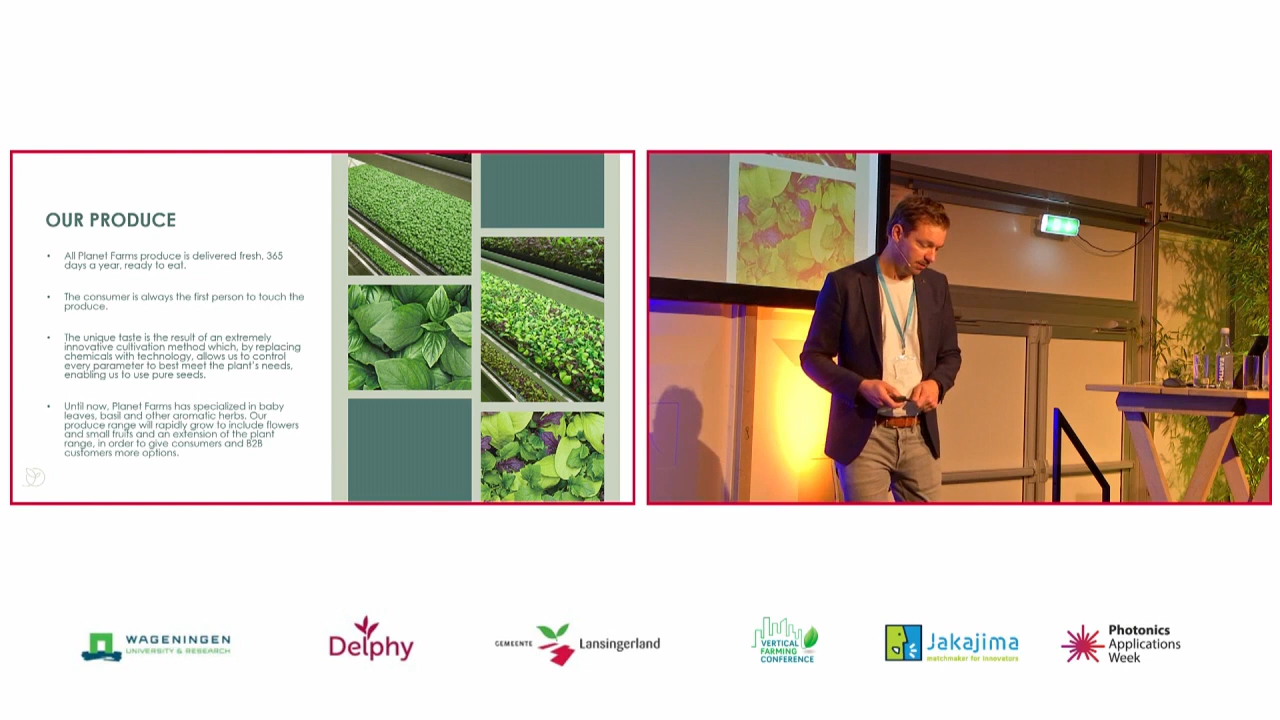 OUR PRODUCE
• All Planet Farms produce is delivered fresh, 365
days a year, ready to eat.
• The consumer is always the first person to touch the
produce.
• The unique taste is the result of an extremely
innovative cultivation method which, by replacing
chemicals with technology, allows us to control
every parameter to best meet the plant's needs,
enabling us to use pure seeds.
• Until now, Planet Farms has specialized in baby
leaves, basil and other aromatic herbs. Our
produce range will rapidly grow to include flowers
and small fruits and an extension of the plant
range, in order to give consumers and B2B
customers more options.
WAGENINGEN
UNIVERSITY & RESEARCH
Delphy
GEMEENTE Lansingerland
VERTICAL
FARMING
CONFERENCE
Jakajima
matchmaker for innovators
Photonics
Applications
Week